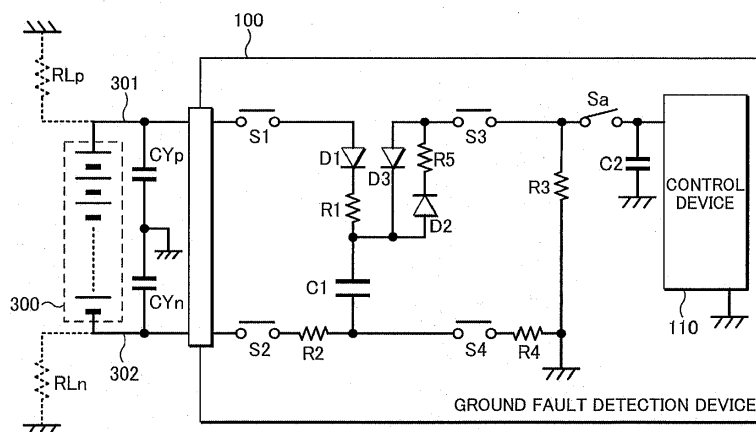 100
RLp
301
S1
S3
Sa
CYp
D1
D3
R5
C2
R3
CONTROL
DEVICE
R1
D2
300
C1
CYn
110
302
S2
R2
S4
R4
RLn
GROUND FAULT DETECTION DEVICE